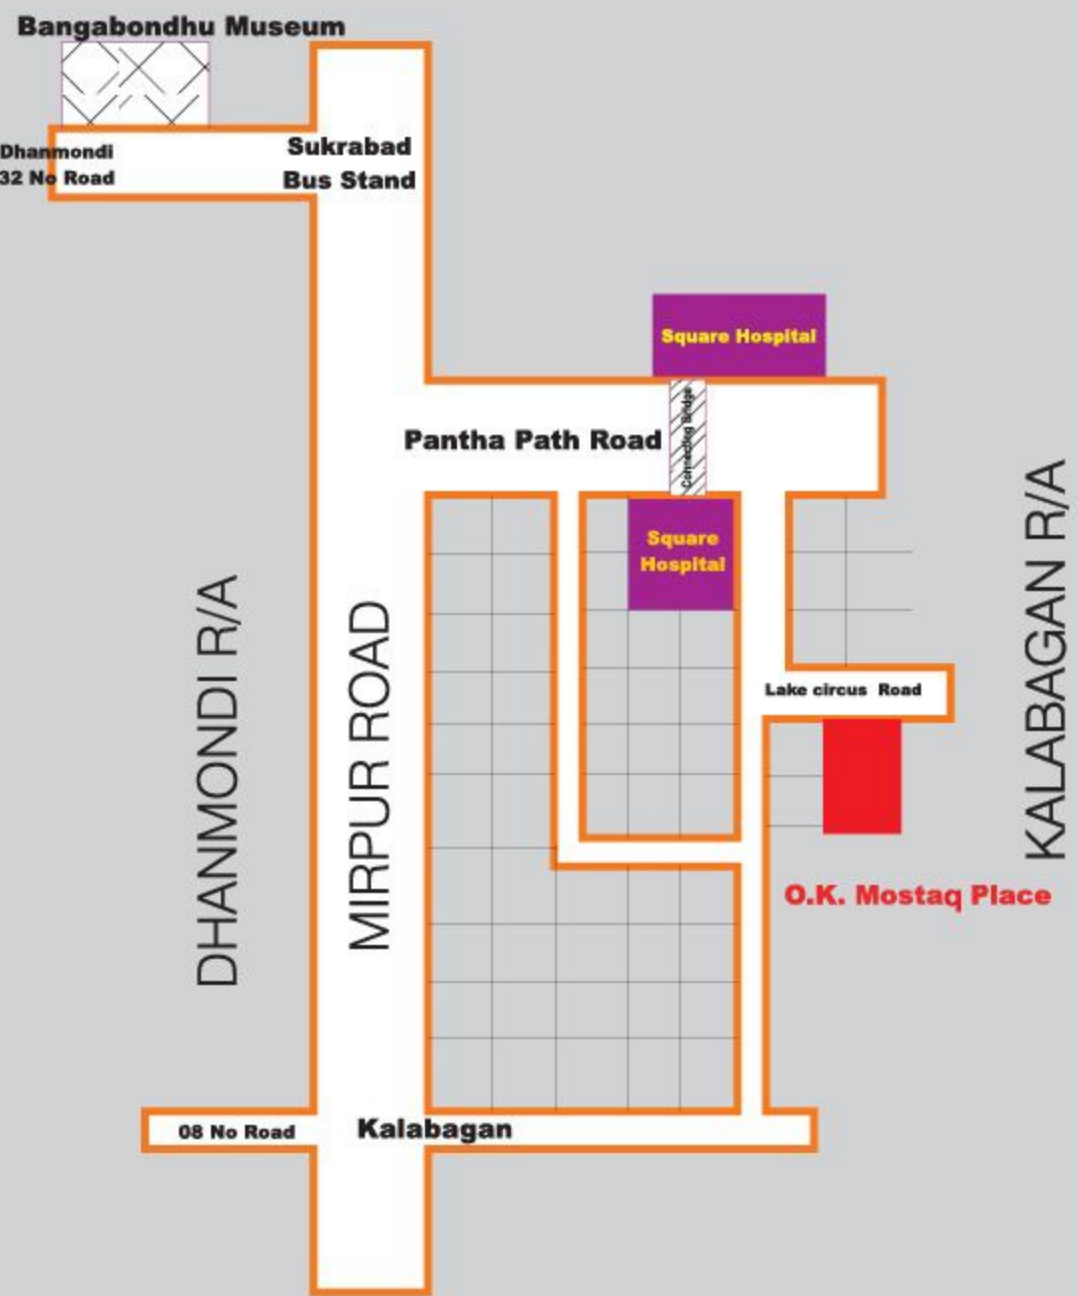 Bangabondhu Museum
Dhanmondi
32 No Road
Sukrabad
Bus Stand
Square Hospital
Pantha Path Road
Connecting Bridge
Square
Hospital
Lake circus Road
DHANMONDI R/A
MIRPUR ROAD
KALABAGAN R/A
O.K. Mostaq Place
08 No Road
Kalabagan